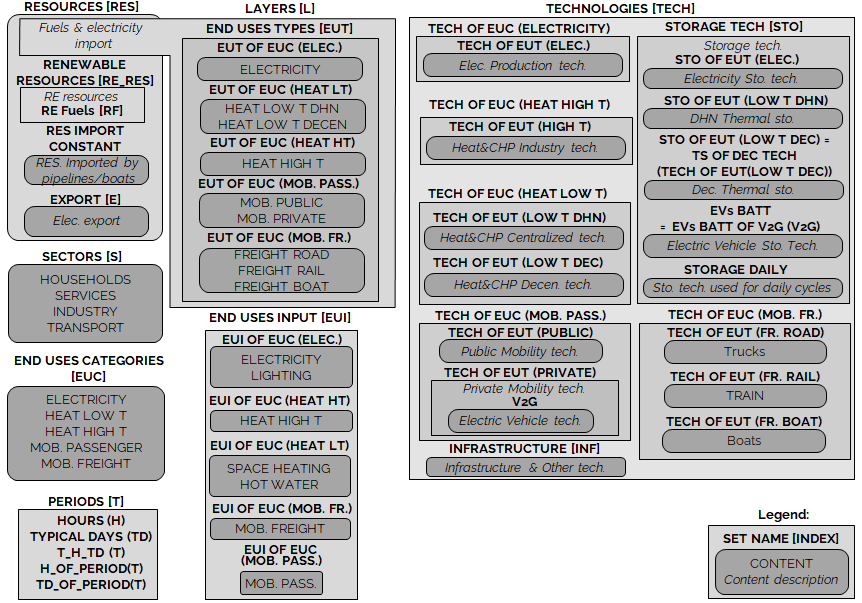 RESOURCES [RES]
Fuels & electricity
import
RENEWABLE
RESOURCES [RE_RES]
RE resources
RE Fuels [RF]
RES IMPORT
CONSTANT
RES. Imported by
pipelines/boats
EXPORT [E]
Elec. export
SECTORS [S]
HOUSEHOLDS
SERVICES
INDUSTRY
TRANSPORT
END USES CATEGORIES
[EUC]
ELECTRICITY
HEAT LOW T
HEAT HIGH T
MOB. PASSENGER
MOB. FREIGHT
PERIODS [T]
HOURS (H)
TYPICAL DAYS (TD)
T_H_TD (T)
H_OF_PERIOD(T)
TD_OF_PERIOD(T)
LAYERS [L]
END USES TYPES [EUT]
EUT OF EUC (ELEC.)
ELECTRICITY
EUT OF EUC (HEAT LT)
HEAT LOW T DHN
HEAT LOW T DECEN
EUT OF EUC (HEAT HT)
HEAT HIGH T
EUT OF EUC (MOB. PASS.)
MOB. PUBLIC
MOB. PRIVATE
EUT OF EUC (MOB. FR.)
FREIGHT ROAD
FREIGHT RAIL
FREIGHT BOAT
END USES INPUT [EUI]
EUI OF EUC (ELEC.)
ELECTRICITY
LIGHTING
EUI OF EUC (HEAT HT)
HEAT HIGH T
EUI OF EUC (HEAT LT)
SPACE HEATING
HOT WATER
EUI OF EUC (MOB. FR.)
MOB. FREIGHT
EUI OF EUC
(MOB. PASS.)
MOB. PASS.
TECHNOLOGIES [TECH]
TECH OF EUC (ELECTRICITY)
TECH OF EUT (ELEC.)
Elec. Production tech.
TECH OF EUC (HEAT HIGH T)
TECH OF EUT (HIGH T)
Heat&CHP Industry tech.
TECH OF EUC (HEAT LOW T)
TECH OF EUT (LOW T DHN)
Heat&CHP Centralized tech.
TECH OF EUT (LOW T DEC)
Heat&CHP Decen. tech.
TECH OF EUC (MOB. PASS.)
TECH OF EUT (PUBLIC)
Public Mobility tech.
TECH OF EUT (PRIVATE)
Private Mobility tech.
V2G
Electric Vehicle tech.
INFRASTRUCTURE [INF]
Infrastructure & Other tech.
STORAGE TECH [STO]
Storage tech.
STO OF EUT (ELEC.)
Electricity Sto. tech.
STO OF EUT (LOW T DHN)
DHN Thermal sto.
STO OF EUT (LOW T DEC) =
TS OF DEC TECH
(TECH OF EUT(LOW T DEC))
Dec. Thermal sto.
EVs BATT
= EVs BATT OF V2G (V2G)
Electric Vehicle Sto. Tech.
STORAGE DAILY
Sto. tech. used for daily cycles
TECH OF EUC (MOB. FR.)
TECH OF EUT (FR. ROAD)
Trucks
TECH OF EUT (FR. RAIL)
TRAIN
TECH OF EUT (FR. BOAT)
Boats
Legend:
SET NAME [INDEX]
CONTENT
Content description